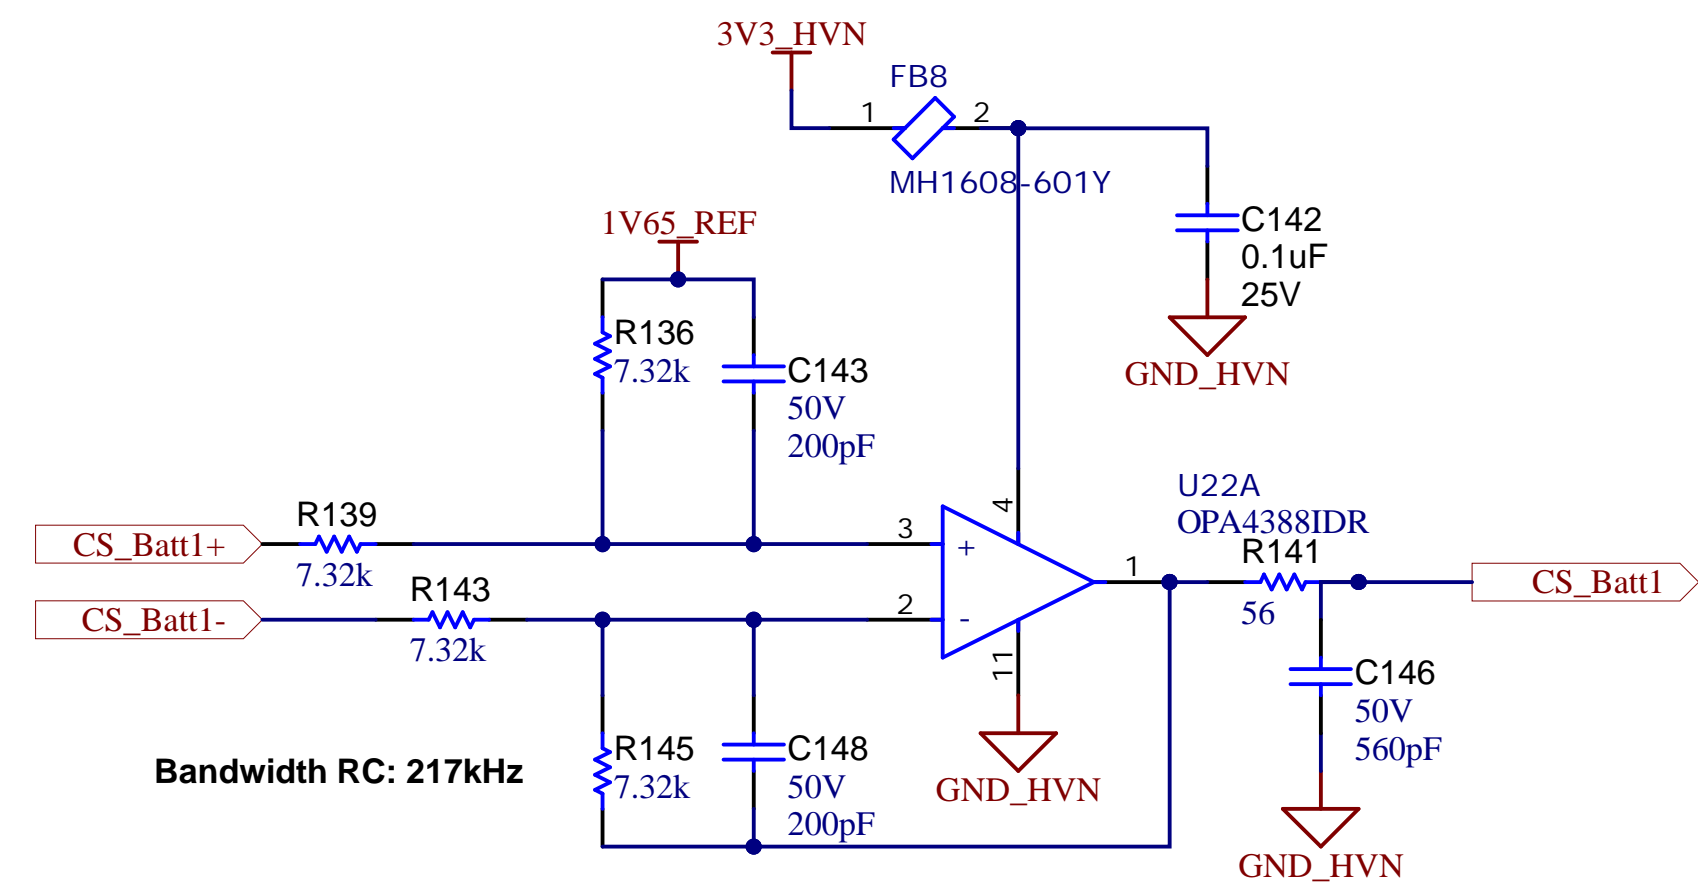 3V3_HVN
FB8
1
2
MH1608-601Y
1V65_REF
C142
0.1uF
25V
GND_HVN
R136
7.32k
C143
50V
200pF
CS_Batt1+
R139
7.32k
3
+
4
U22A
OPA4388IDR
1
R141
56
CS_Batt1
CS_Batt1-
R143
7.32k
2
-
11
C146
50V
560pF
R145
7.32k
C148
50V
200pF
GND_HVN
Bandwidth RC: 217kHz
GND_HVN